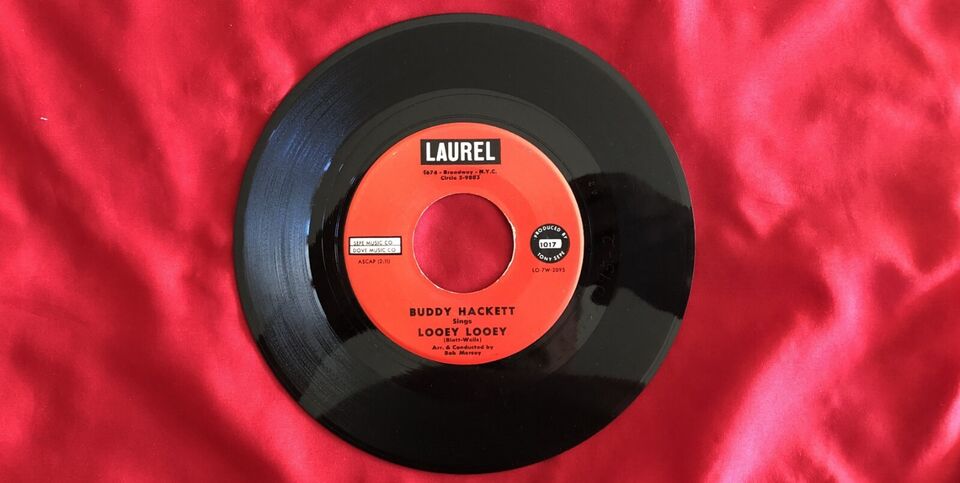 LAUREL
1674 - Broadway - N.Y.C.
Circle 5-9883
SEPE MUSIC CO.
DOVE MUSIC CO.
ASCAP (2:11)
PRODUCED BY
1017
TONY SEPE
LO-7W-2095
BUDDY HACKETT
Sings
LOOEY LOOEY
(Blatt-Wells)
Arr. & Conducted by
Bob Mersey